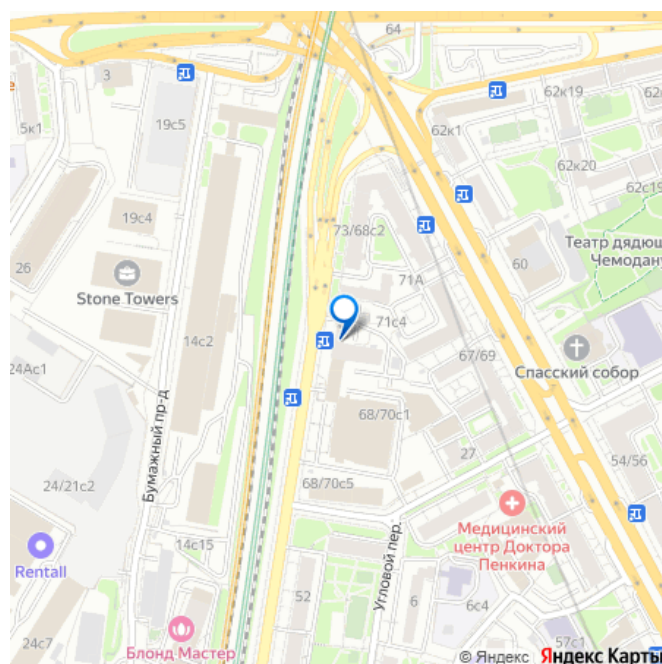 64
3
е
19с5
5к1
62к1
62к19
62к20
62с19
19с4
26
Stone Towers
73/68с2
71А
60
Театр дядюш
Чемодану
14с2
71с4
67/69
Спасский собор
24Ас1
Бумажный пр-д
68/70с1
27
54/56
24/21с2
68/70с5
Медицинский
центр Доктора
Пенкина
14с15
Rentall
Угловой пер.
52
6
6с4
24с7
Блонд Мастер
57с1
© Яндекс
Яндекс Карты